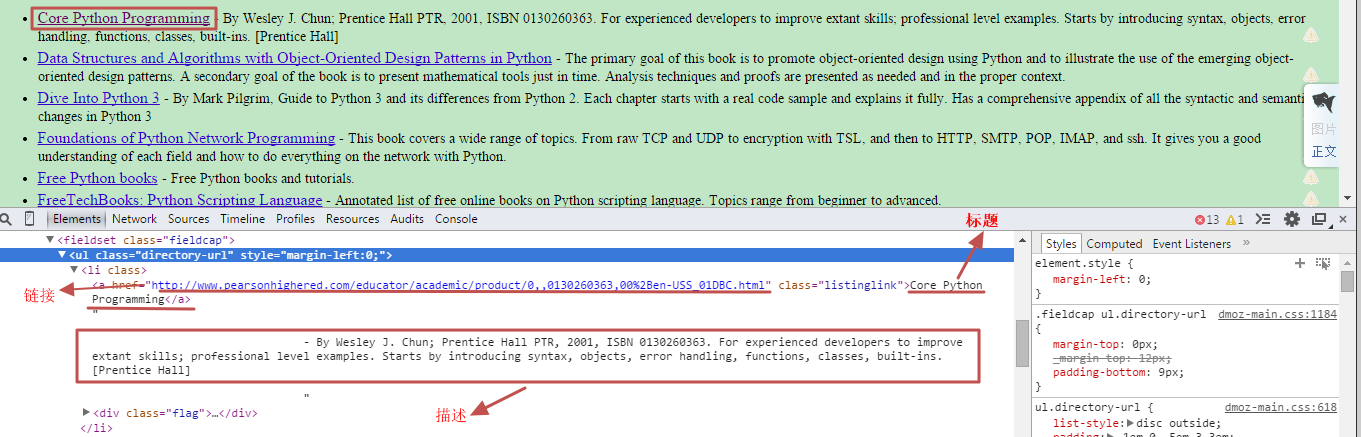 Core Python Programming - By Wesley J. Chun; Prentice Hall PTR, 2001, ISBN 0130260363. For experienced developers to improve extant skills; professional level examples. Starts by introducing syntax, objects, error
handling, functions, classes, built-ins. [Prentice Hall]
Data Structures and Algorithms with Object-Oriented Design Patterns in Python - The primary goal of this book is to promote object-oriented design using Python and to illustrate the use of the emerging object-
oriented design patterns. A secondary goal of the book is to present mathematical tools just in time. Analysis techniques and proofs are presented as needed and in the proper context.
Dive Into Python 3 - By Mark Pilgrim, Guide to Python 3 and its differences from Python 2. Each chapter starts with a real code sample and explains it fully. Has a comprehensive appendix of all the syntactic and semanti
changes in Python 3
Foundations of Python Network Programming - This book covers a wide range of topics. From raw TCP and UDP to encryption with TSL, and then to HTTP, SMTP, POP, IMAP, and ssh. It gives you a good
understanding of each field and how to do everything on the network with Python.
Free Python books - Free Python books and tutorials.
FreeTechBooks: Python Scripting Language - Annotated list of free online books on Python scripting language. Topics range from beginner to advanced.
图片
正文
Elements Network Sources Timeline Profiles Resources Audits Console 13 1
标题
<fieldset class="fieldcap">
<ul class="directory-url" style="margin-left:0;">
<li class>
<a href="http://www.pearsonhighered.com/educator/academic/product/0,,0130260363,00%2Ben-USS_01DBC.html" class="listinglink">Core Python
Programming</a>
链接
"
- By Wesley J. Chun; Prentice Hall PTR, 2001, ISBN 0130260363. For experienced developers to improve
extant skills; professional level examples. Starts by introducing syntax, objects, error handling, functions, classes, built-ins.
[Prentice Hall]
"
<div class="flag">…</div>
描述
</li>
Styles Computed Event Listeners »
element.style {
margin-left: 0;
}
.fieldcap ul.directory-url dmoz-main.css:1184
{
margin-top: 0px;
_margin-top: 12px;
padding-bottom: 9px;
}
ul.directory-url { dmoz-main.css:618
list-style: disc outside;
padding: 1em 0 .5em 3.3em;